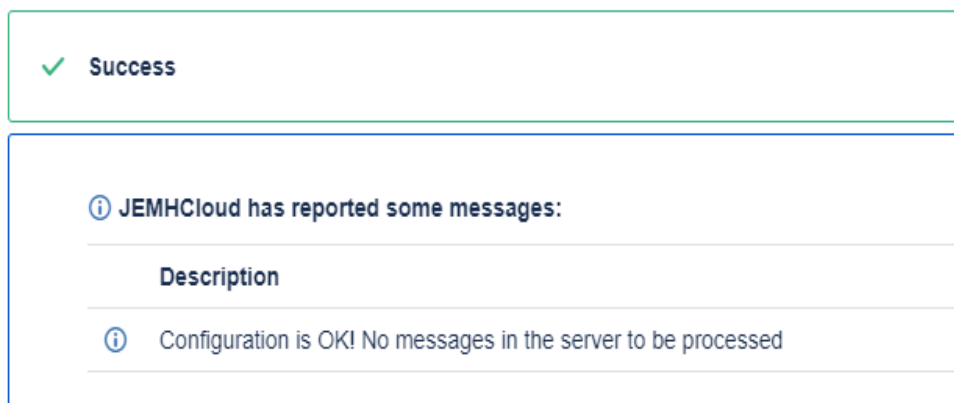 Success
JEMHCloud has reported some messages:
Description
Configuration is OK! No messages in the server to be processed